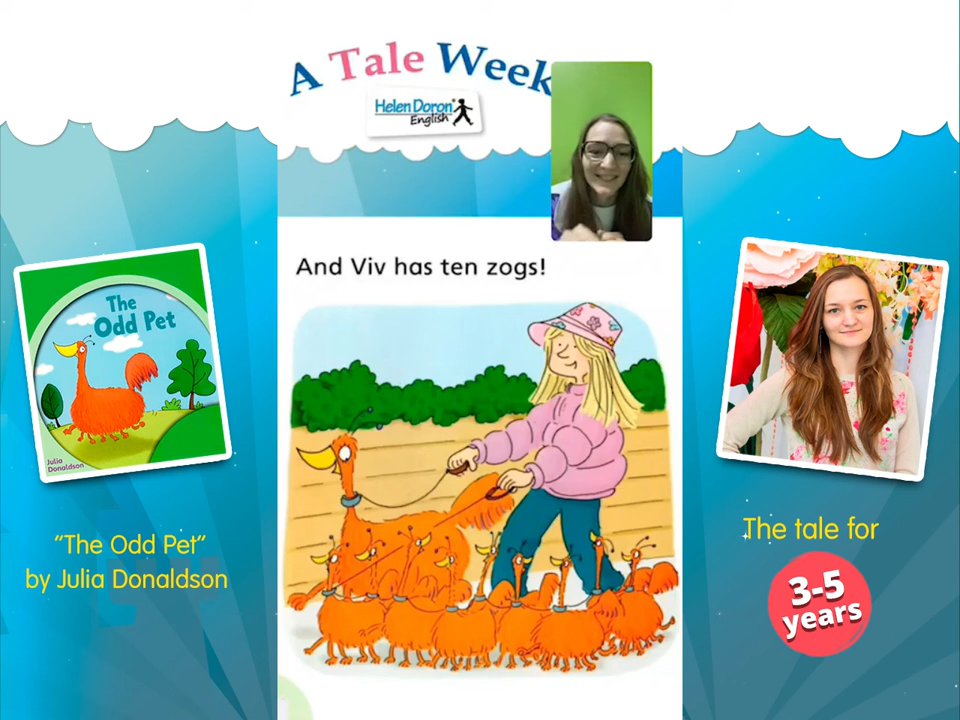 A Tale Week
Helen Doron
English
And Viv has ten zogs!
The
Odd Pet
Julia
Donaldson
"The Odd Pet"
by Julia Donaldson
The tale for
3-5
years